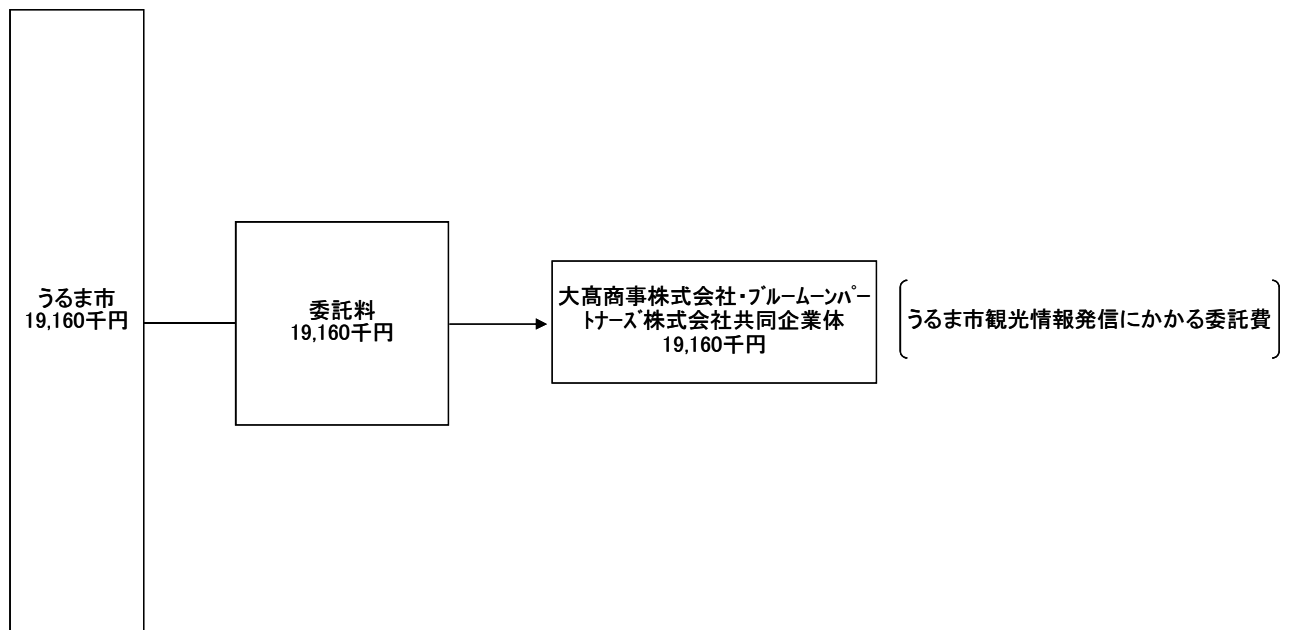 うるま市
19,160千円
委託料
19,160千円
大髙商事株式会社・ﾌﾞﾙｰﾑｰﾝﾊﾟｰ
ﾄﾅｰｽﾞ株式会社共同企業体
19,160千円
うるま市観光情報発信にかかる委託費